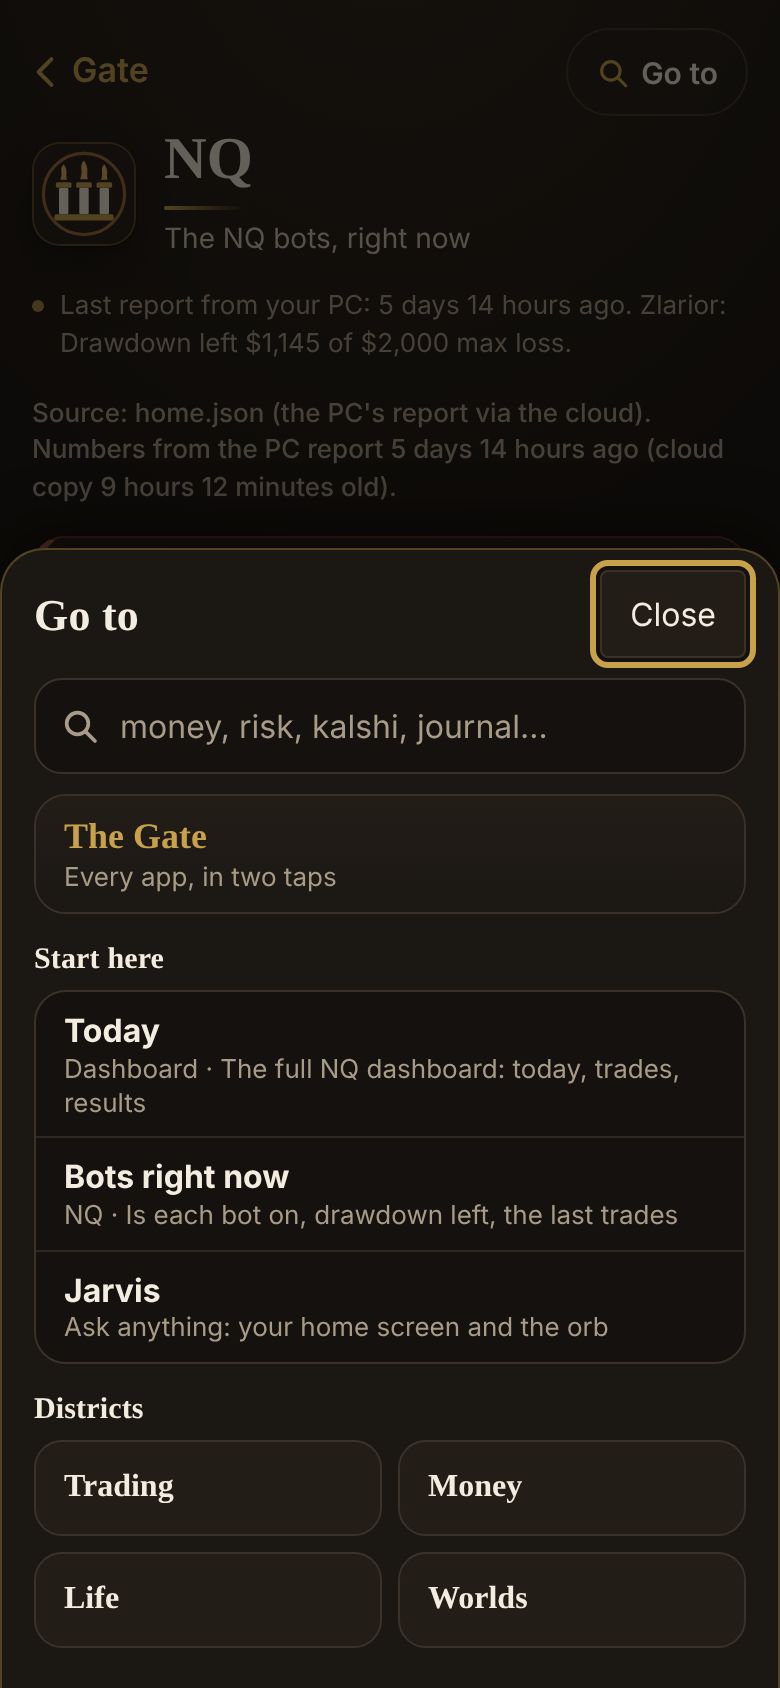 Gate
Go to
NQ
The NQ bots, right now
Last report from your PC: 5 days 14 hours ago. Zlarior:
Drawdown left $1,145 of $2,000 max loss.
Source: home.json (the PC's report via the cloud).
Numbers from the PC report 5 days 14 hours ago (cloud
copy 9 hours 12 minutes old).
Go to
Close
money, risk, kalshi, journal...
The Gate
Every app, in two taps
Start here
Today
Dashboard · The full NQ dashboard: today, trades,
results
Bots right now
NQ · Is each bot on, drawdown left, the last trades
Jarvis
Ask anything: your home screen and the orb
Districts
Trading
Money
Life
Worlds